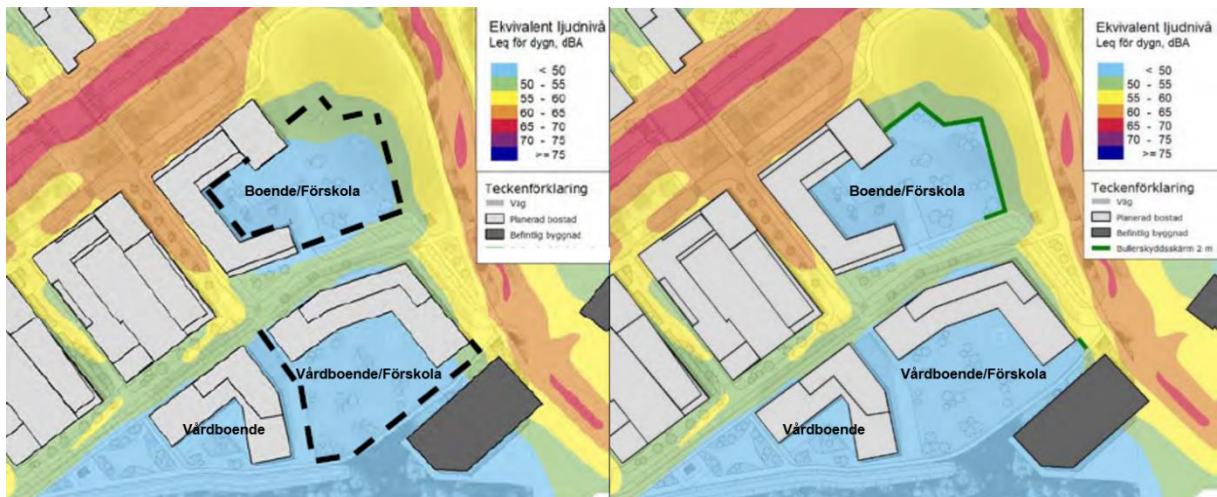 Ekvivalent ljudnivå
Leq för dygn, dBA
< 50
50 - 55
55 - 60
60 - 65
65 - 70
70 - 75
>= 75
Teckenförklaring
Väg
Planerad bostad
Befintlig byggnad
Boende/Förskola
Vårdboende/Förskola
Vårdboende
Ekvivalent ljudnivå
Leq för dygn, dBA
< 50
50 - 55
55 - 60
60 - 65
65 - 70
70 - 75
>= 75
Teckenförklaring
Väg
Planerad bostad
Befintlig byggnad
Bullerskyddsskärm 2 m
Boende/Förskola
Vårdboende/Förskola
Vårdboende